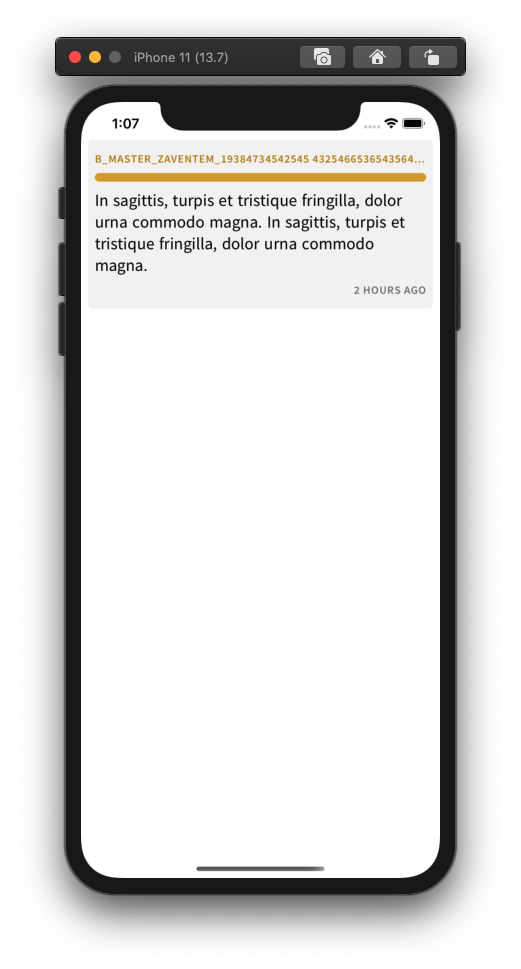 iPhone 11 (13.7)
1:07
B_MASTER_ZAVENTEM_19384734542545 4325466536543564...
In sagittis, turpis et tristique fringilla, dolor
urna commodo magna. In sagittis, turpis et
tristique fringilla, dolor urna commodo
magna.
2 HOURS AGO